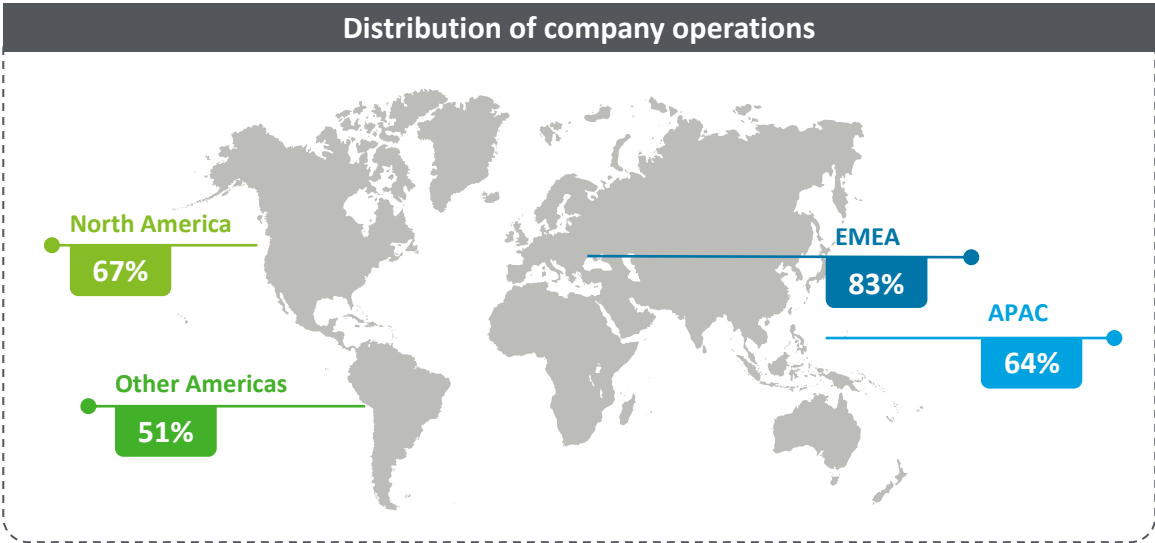 Distribution of company operations
North America
67%
EMEA
83%
APAC
64%
Other Americas
51%